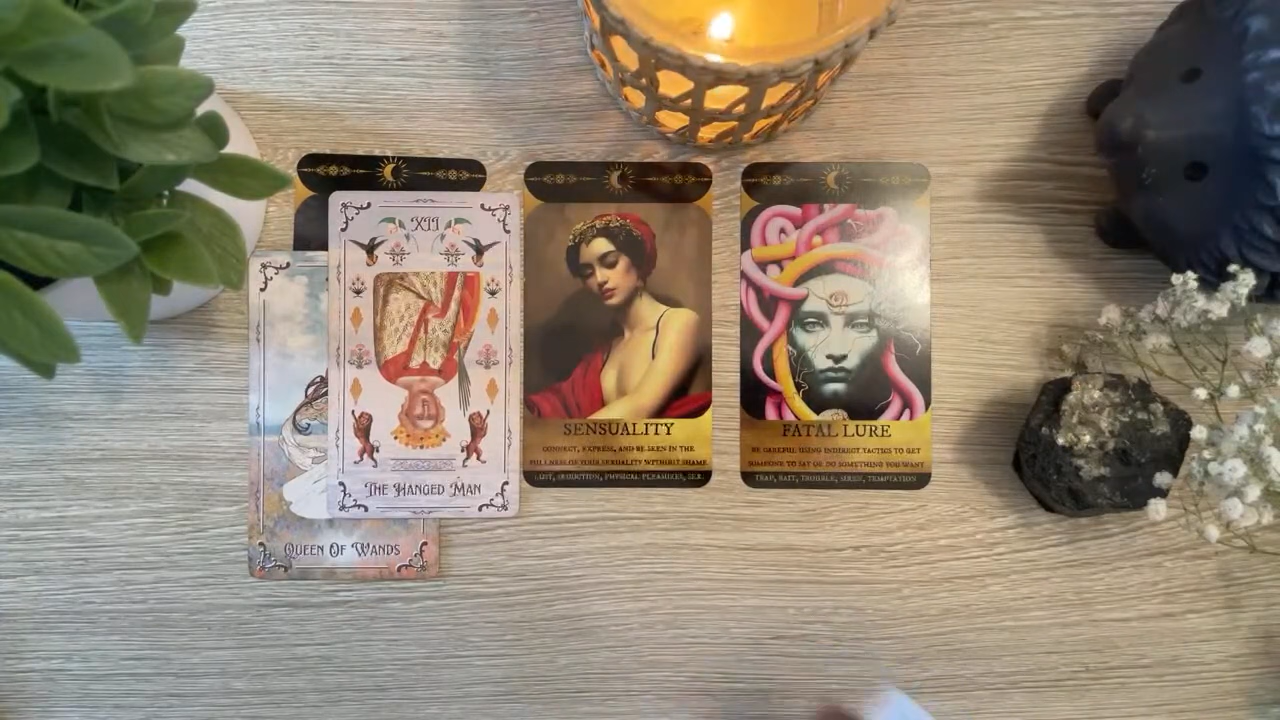 XII
THE HANGED MAN
QUEEN OF WANDS
SENSUALITY
CONNECT, EXPRESS, AND BE SEEN IN THE
FULLNESS OF YOUR SEXUALITY WITHOUT SHAME
LUST, SEDUCTION, PHYSICAL PLEASURES, SEX.
FATAL LURE
BE CAREFUL USING INDIRECT TACTICS TO GET
SOMEONE TO SAY OR DO SOMETHING YOU WANT
TRAP, BAIT, TROUBLE, SIREN, TEMPTATION